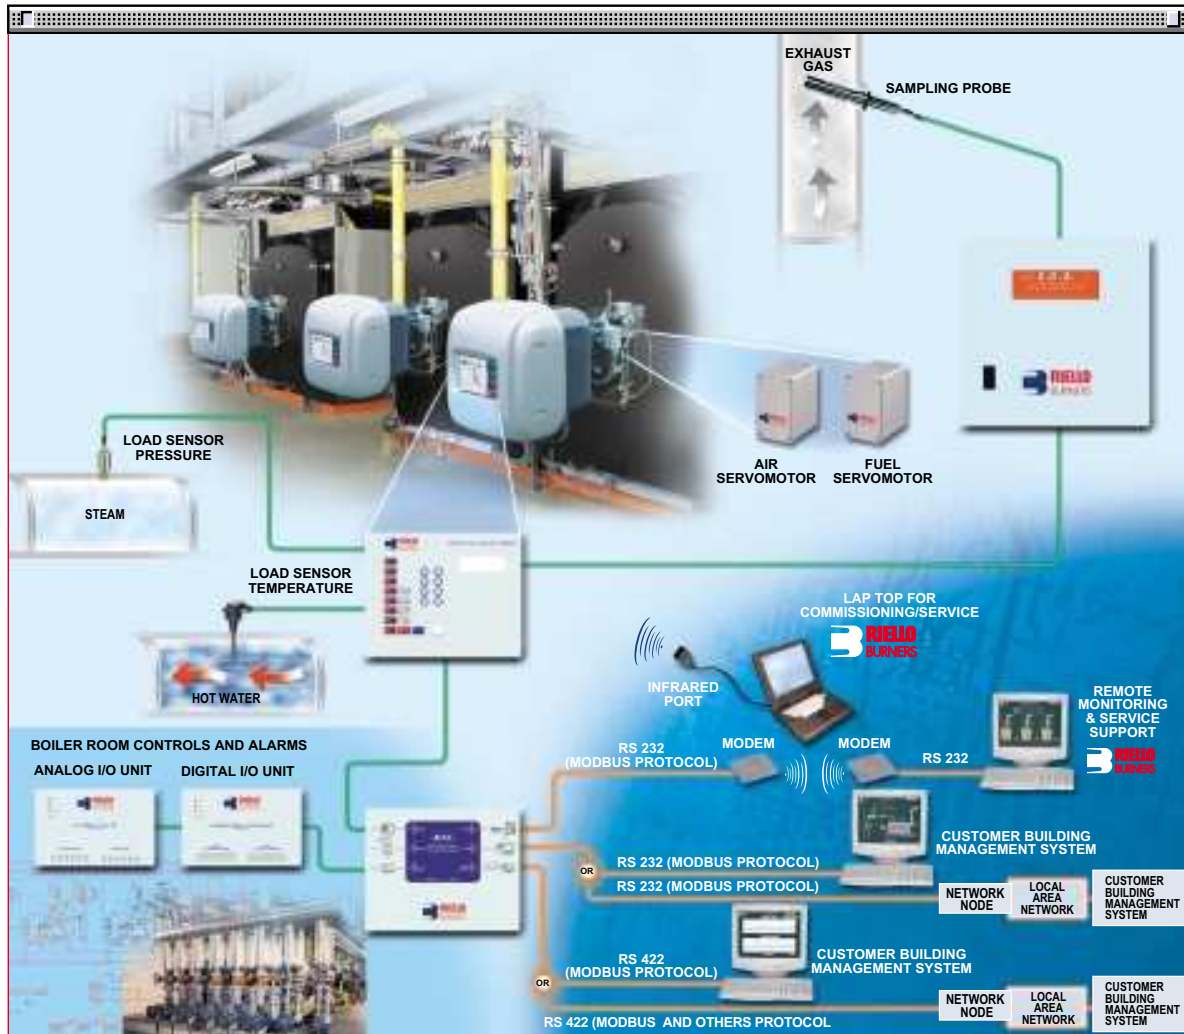 EXHAUST
GAS
SAMPLING PROBE
RIELLO
BURNERS
LOAD SENSOR
PRESSURE
AIR
SERVOMOTOR
FUEL
SERVOMOTOR
STEAM
LOAD SENSOR
TEMPERATURE
LAP TOP FOR
COMMISSIONING/SERVICE
RIELLO
BURNERS
INFRARED
PORT
HOT WATER
REMOTE
MONITORING
& SERVICE
SUPPORT
RIELLO
BURNERS
BOILER ROOM CONTROLS AND ALARMS
ANALOG I/O UNIT
DIGITAL I/O UNIT
RS 232
(MODBUS PROTOCOL)
MODEM
MODEM
RS 232
CUSTOMER BUILDING
MANAGEMENT SYSTEM
OR
RS 232 (MODBUS PROTOCOL)
RS 232 (MODBUS PROTOCOL)
NETWORK
NODE
LOCAL
AREA
NETWORK
CUSTOMER
BUILDING
MANAGEMENT
SYSTEM
RIELLO
RS 422
(MODBUS PROTOCOL)
OR
CUSTOMER BUILDING
MANAGEMENT SYSTEM
NETWORK
NODE
LOCAL
AREA
NETWORK
CUSTOMER
BUILDING
MANAGEMENT
SYSTEM
RS 422 (MODBUS AND OTHERS PROTOCOL